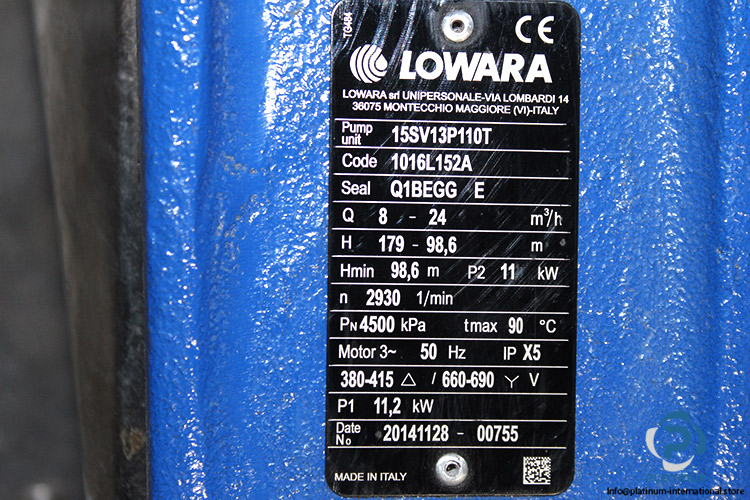 TG484
CE
LOWARA
LOWARA srl UNIPERSONALE-VIA LOMBARDI 14
36075 MONTECCHIO MAGGIORE (VI)-ITALY
Pump unit 15SV13P110T
Code 1016L152A
Seal Q1BEGG E
Q 8 - 24 m³/h
H 179 - 98,6 m
Hmin 98,6 m P2 11 kW
n 2930 1/min
PN 4500 kPa tmax 90 °C
Motor 3~ 50 Hz IP X5
380-415 △ / 660-690 Y V
P1 11,2 kW
Date No 20141128 - 00755
MADE IN ITALY
info@platinum-international.store